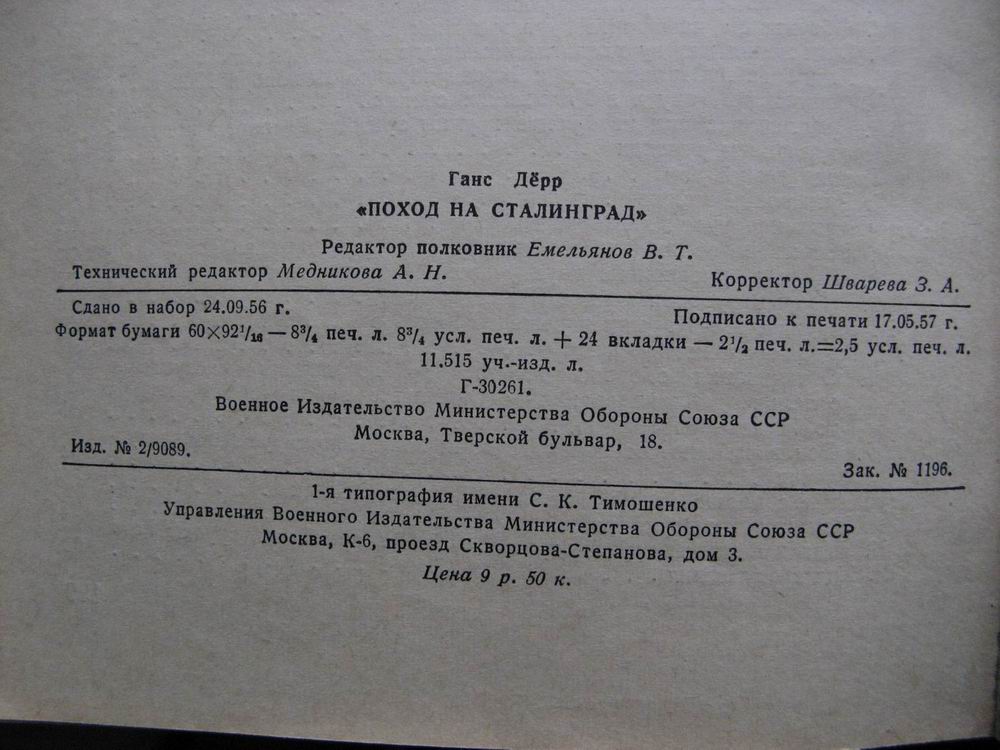 Ганс Дёрр
«ПОХОД НА СТАЛИНГРАД»
Редактор полковник Емельянов В. Т.
Технический редактор Медникова А. Н. Корректор Шварева З. А.
Сдано в набор 24.09.56 г. Подписано к печати 17.05.57 г.
Формат бумаги 60×92¹/₁₆ — 8³/₄ печ. л. 8³/₄ усл. печ. л. + 24 вкладки — 2¹/₂ печ. л.=2,5 усл. печ. л.
11.515 уч.-изд. л.
Г-30261.
Военное Издательство Министерства Обороны Союза ССР
Москва, Тверской бульвар, 18.
Изд. № 2/9089. Зак. № 1196.
1-я типография имени С. К. Тимошенко
Управления Военного Издательства Министерства Обороны Союза ССР
Москва, К-6, проезд Скворцова-Степанова, дом 3.
Цена 9 р. 50 к.